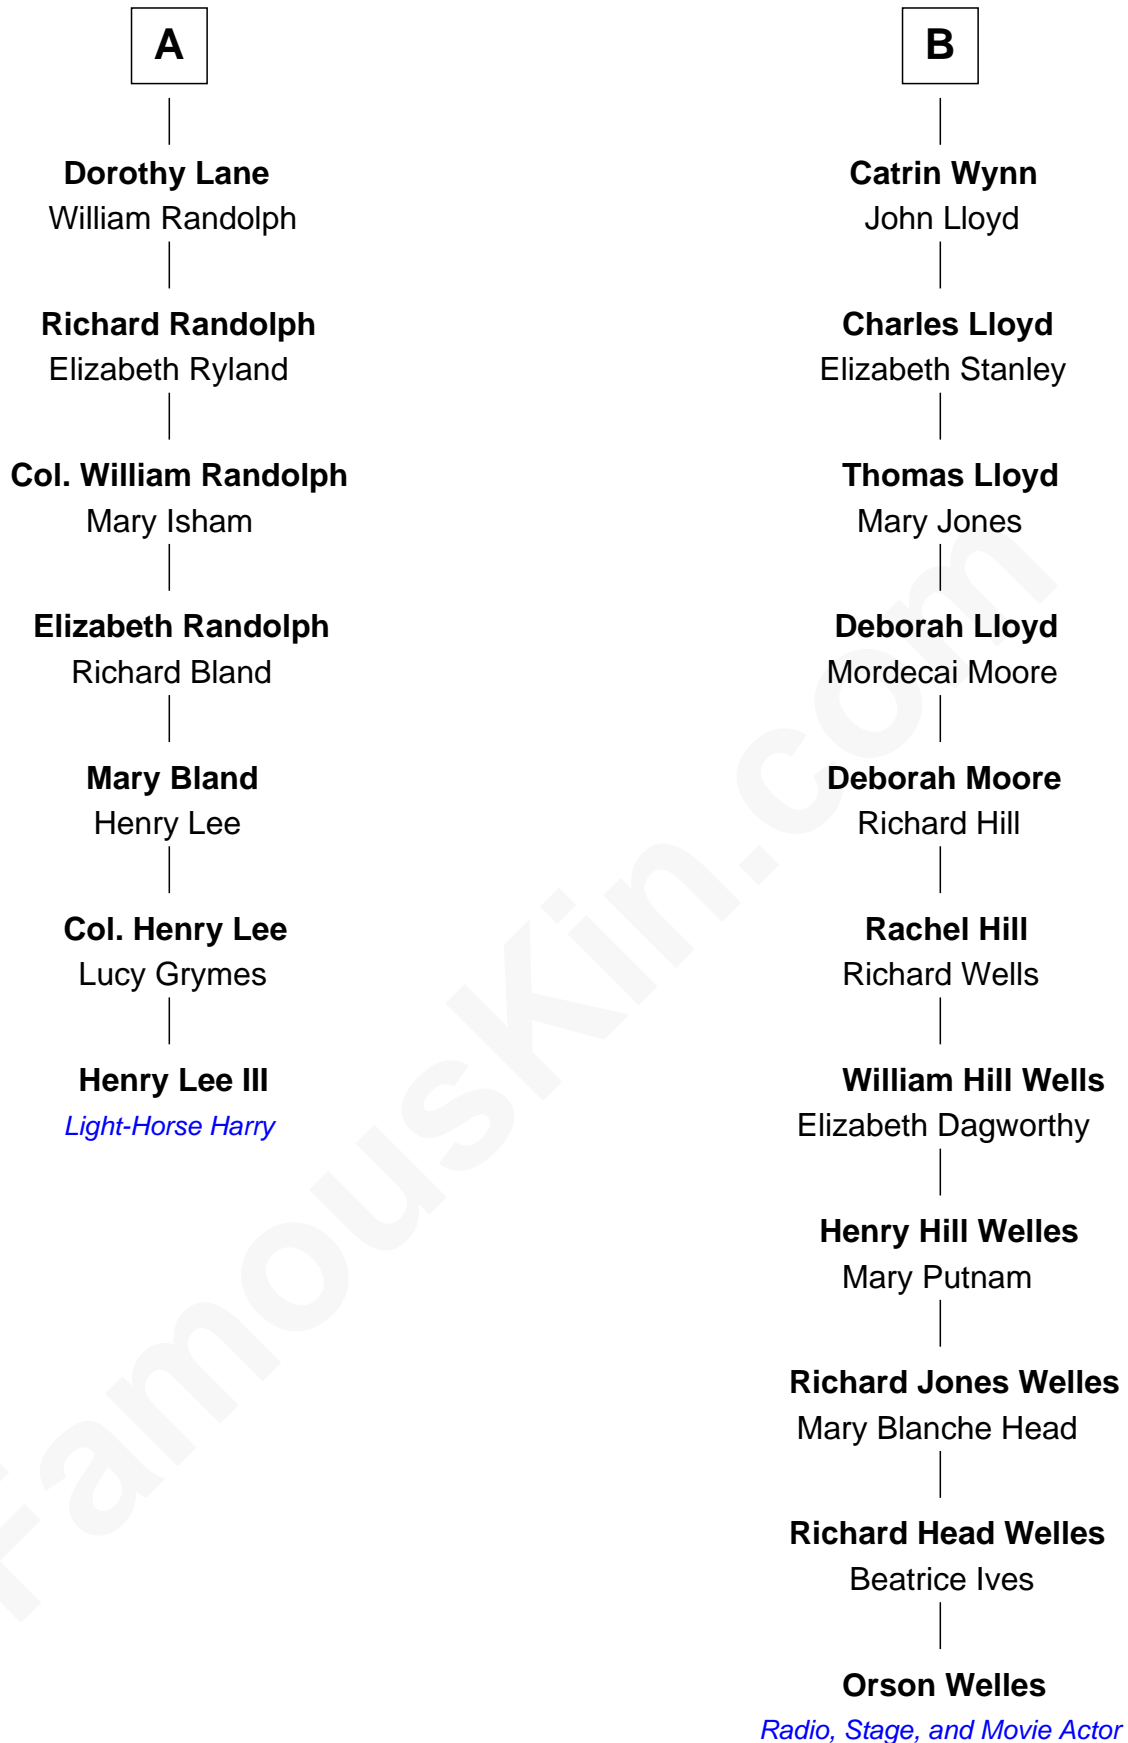 A
Dorothy Lane
William Randolph
Richard Randolph
Elizabeth Ryland
Col. William Randolph
Mary Isham
Elizabeth Randolph
Richard Bland
Mary Bland
Henry Lee
Col. Henry Lee
Lucy Grymes
Henry Lee III
Light-Horse Harry
B
Catrin Wynn
John Lloyd
Charles Lloyd
Elizabeth Stanley
Thomas Lloyd
Mary Jones
Deborah Lloyd
Mordecai Moore
Deborah Moore
Richard Hill
Rachel Hill
Richard Wells
William Hill Wells
Elizabeth Dagworthy
Henry Hill Welles
Mary Putnam
Richard Jones Welles
Mary Blanche Head
Richard Head Welles
Beatrice Ives
Orson Welles
Radio, Stage, and Movie Actor
FamousKin.com